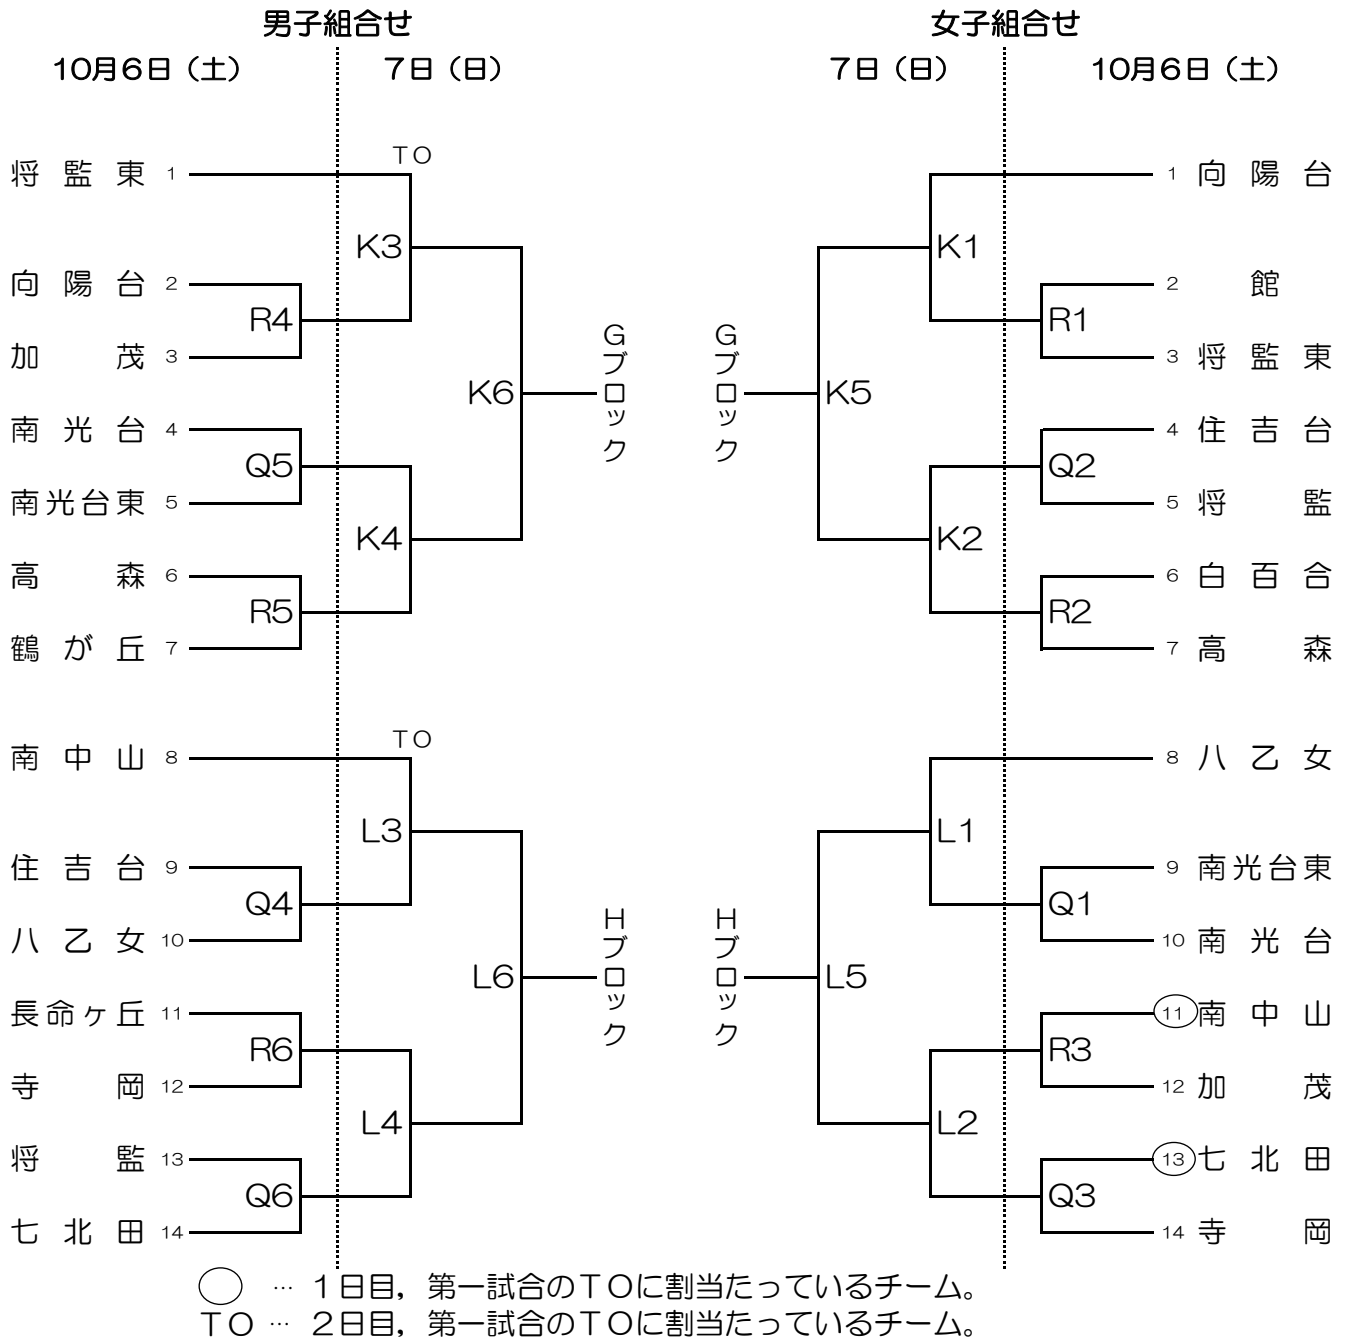 男子組合せ
10月6日（土）
7日（日）
将監東 1
向陽台 2
加茂 3
南光台 4
南光台東 5
高森 6
鶴が丘 7
南中山 8
住吉台 9
八乙女 10
長命ヶ丘 11
寺岡 12
将監 13
七北田 14
R4
Q5
R5
Q4
R6
Q6
TO
K3
K4
TO
L3
L4
K6
L6
Gブロック
Hブロック
女子組合せ
7日（日）
10月6日（土）
Gブロック
Hブロック
K5
L5
K1
K2
L1
L2
R1
Q2
R2
Q1
R3
Q3
1 向陽台
2 館
3 将監東
4 住吉台
5 将監
6 白百合
7 高森
8 八乙女
9 南光台東
10 南光台
11 南中山
12 加茂
13 七北田
14 寺岡
◯ … 1日目，第一試合のTOに割当たっているチーム。
TO … 2日目，第一試合のTOに割当たっているチーム。